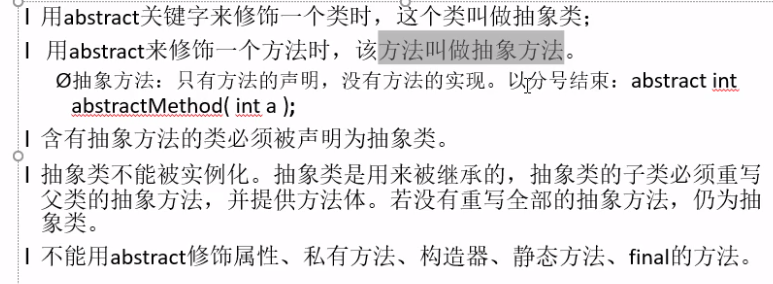 l 用abstract关键字来修饰一个类时，这个类叫做抽象类；
l 用abstract来修饰一个方法时，该方法叫做抽象方法。
Ø抽象方法：只有方法的声明，没有方法的实现。以分号结束：abstract int
abstractMethod( int a );
l 含有抽象方法的类必须被声明为抽象类。
l 抽象类不能被实例化。抽象类是用来被继承的，抽象类的子类必须重写
父类的抽象方法，并提供方法体。若没有重写全部的抽象方法，仍为抽
象类。
l 不能用abstract修饰属性、私有方法、构造器、静态方法、final的方法。